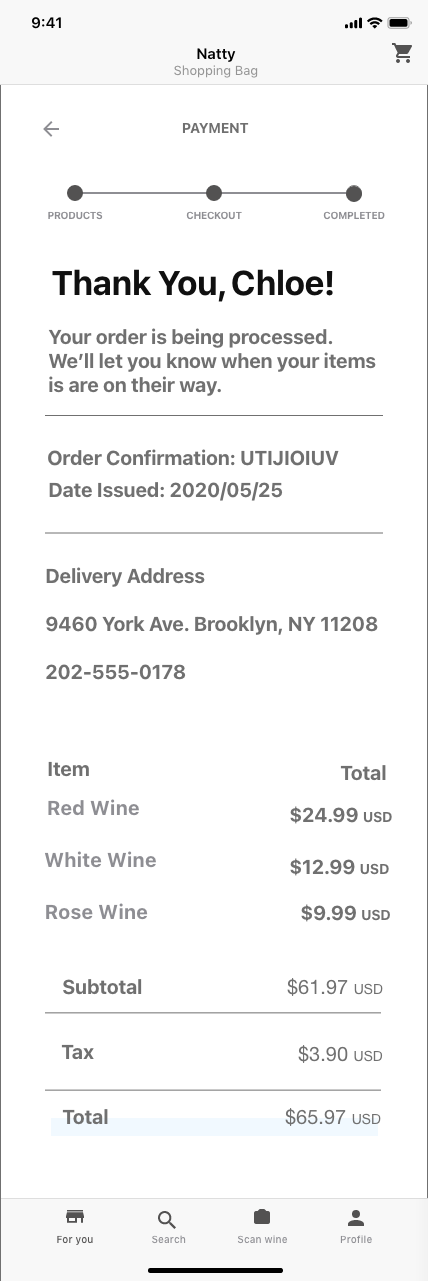 9:41
Natty
Shopping Bag
PAYMENT
PRODUCTS CHECKOUT COMPLETED
Thank You, Chloe!
Your order is being processed.
We’ll let you know when your items
is are on their way.
Order Confirmation: UTIJIOIUV
Date Issued: 2020/05/25
Delivery Address
9460 York Ave. Brooklyn, NY 11208
202-555-0178
Item Total
Red Wine $24.99 USD
White Wine $12.99 USD
Rose Wine $9.99 USD
Subtotal $61.97 USD
Tax $3.90 USD
Total $65.97 USD
For you Search Scan wine Profile